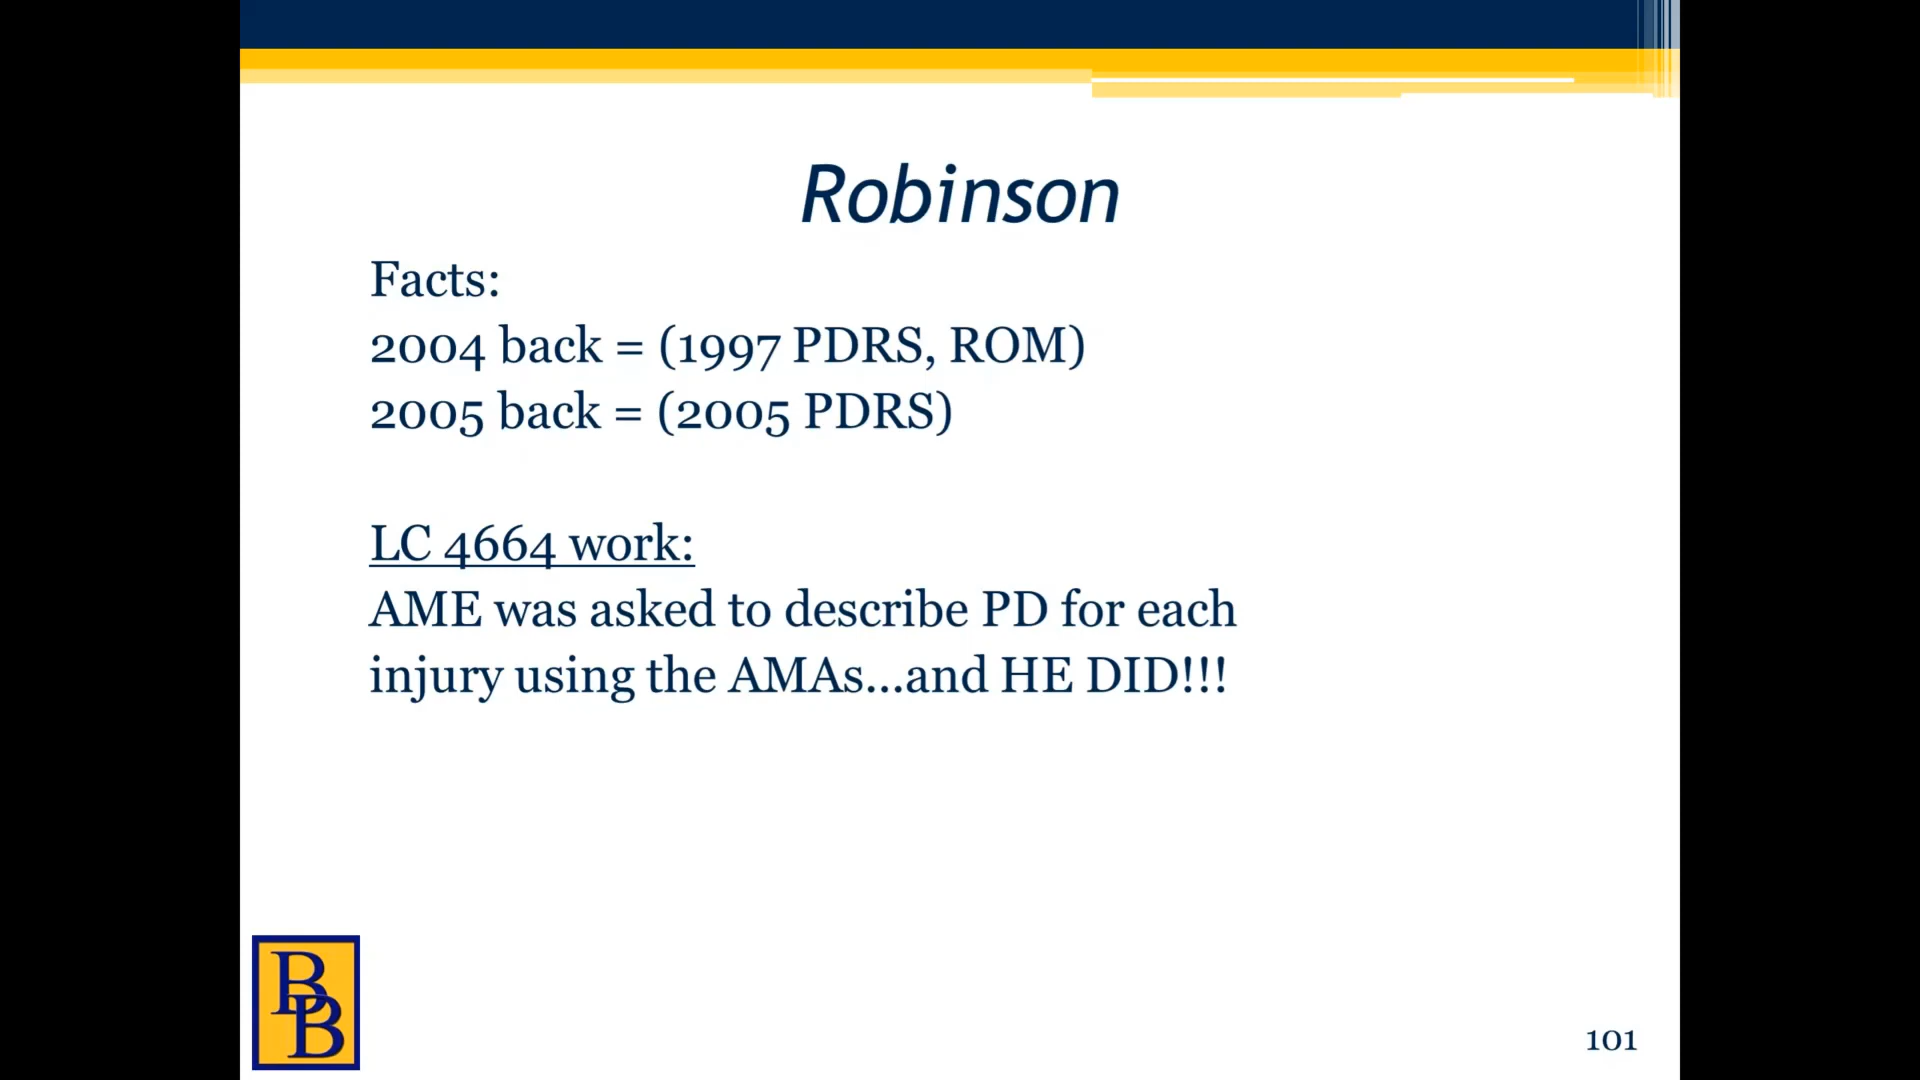 Robinson
Facts:
2004 back = (1997 PDRS, ROM)
2005 back = (2005 PDRS)
LC 4664 work:
AME was asked to describe PD for each
injury using the AMAs...and HE DID!!!
BB
101